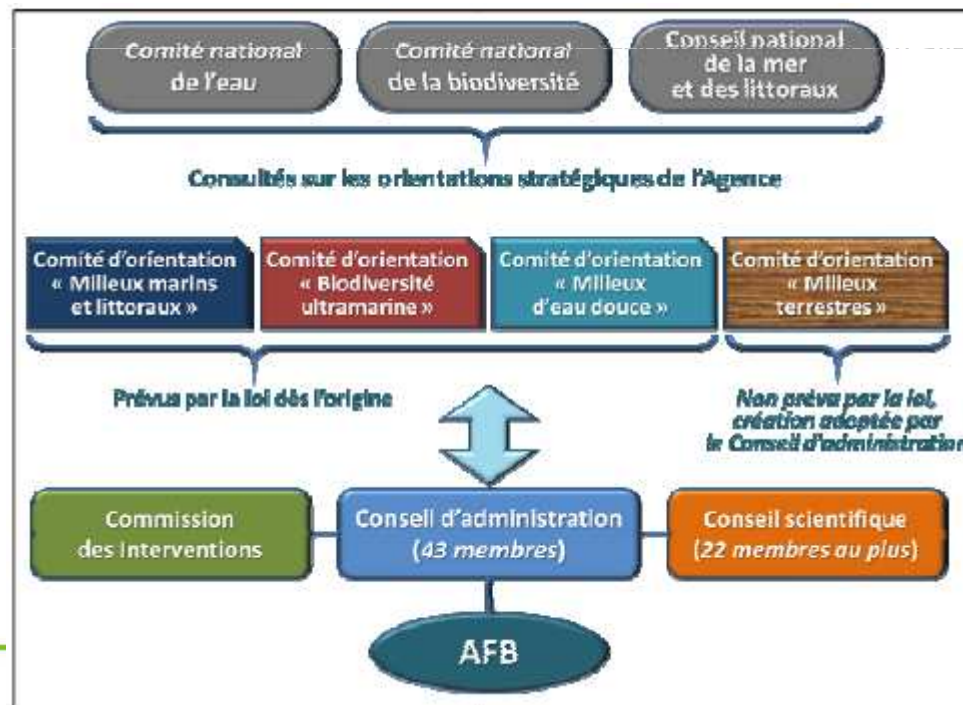 Comité national
de l'eau
Comité national
de la biodiversité
Conseil national
de la mer
et des littoraux
Consultés sur les orientations stratégiques de l'Agence
Comité d'orientation
« Milieux marins
et littoraux »
Comité d'orientation
« Biodiversité
ultramarine »
Comité d'orientation
« Milieux
d'eau douce »
Comité d'orientation
« Milieux
terrestres »
Prévus par la loi dès l'origine
Non prévu par la loi,
création adoptée par
le Conseil d'administration
Commission
des Interventions
Conseil d'administration
(43 membres)
Conseil scientifique
(22 membres au plus)
AFB